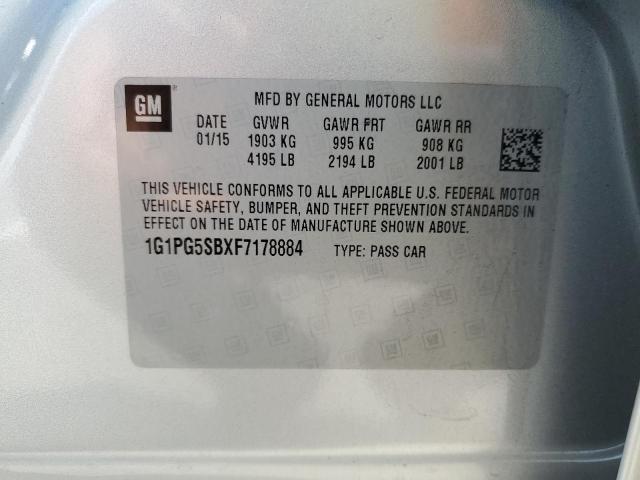 GM ® MFD BY GENERAL MOTORS LLC
DATE GVWR GAWR FRT GAWR RR
01/15 1903 KG 995 KG 908 KG
4195 LB 2194 LB 2001 LB
THIS VEHICLE CONFORMS TO ALL APPLICABLE U.S. FEDERAL MOTOR
VEHICLE SAFETY, BUMPER, AND THEFT PREVENTION STANDARDS IN
EFFECT ON THE DATE OF MANUFACTURE SHOWN ABOVE.
1G1PG5SBXF7178884 TYPE: PASS CAR